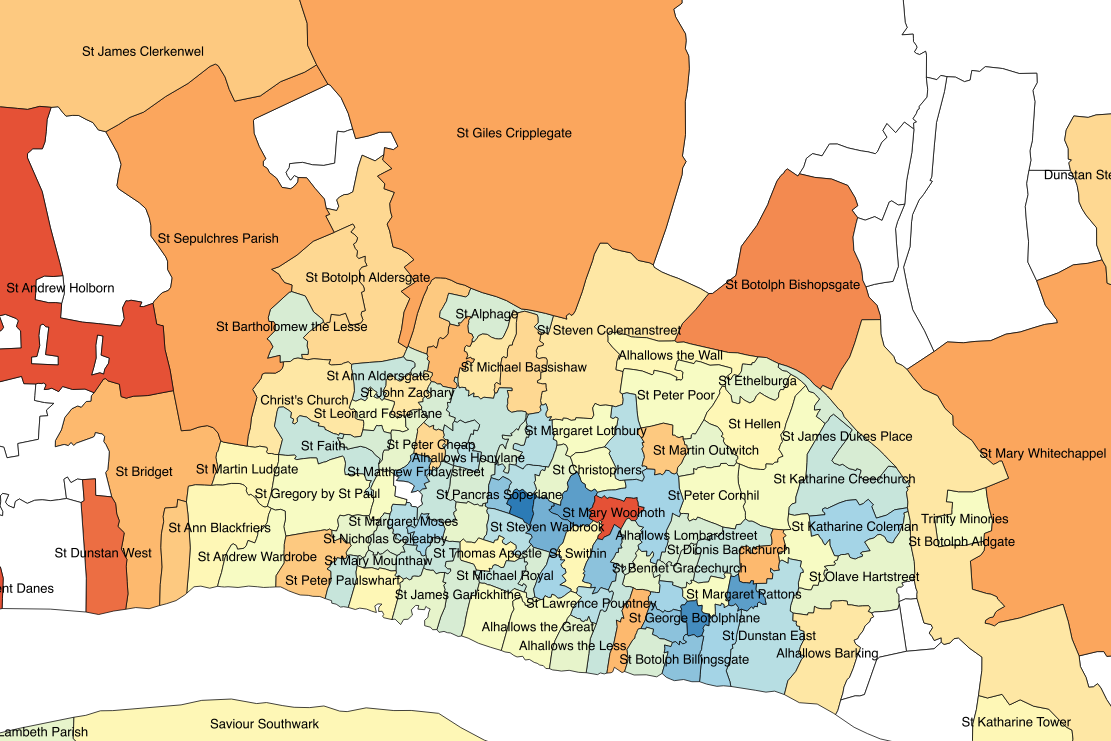 St James Clerkenwel
St Giles Cripplegate
Dunstan Ste
St Sepulchres Parish
St Botolph Aldersgate
St Botolph Bishopsgate
St Andrew Holborn
St Alphage
St Bartholomew the Lesse
St Steven Colemanstreet
Alhallows the Wall
St Michael Bassishaw
St Ann Aldersgate
St Ethelburga
St John Zachary
St Peter Poor
Christ's Church
St Leonard Fosterlane
St Hellen
St Margaret Lothbury
St James Dukes Place
St Faith
St Peter Cheap
St Martin Outwitch
St Mary Whitechappel
Alhallows Honylane
St Bridget
St Martin Ludgate
St Matthew Fridaystreet
St Christophers
St Katharine Creechurch
St Gregory by St Paul
St Pancras Soperlane
St Peter Cornhil
St Mary Woolnoth
Trinity Minories
St Margaret Moses
St Ann Blackfriers
St Steven Walbrook
St Katharine Coleman
Alhallows Lombardstreet
St Nicholas Coleabby
St Botolph Aldgate
St Dionis Backchurch
St Dunstan West
St Andrew Wardrobe
St Mary Mounthaw
St Thomas Apostle
St Swithin
St Bennet Gracechurch
St Michael Royal
St Olave Hartstreet
St Peter Paulswharf
nt Danes
St James Garlickhithe
St Margaret Pattons
St Lawrence Pountney
St George Botolphlane
Alhallows the Great
St Dunstan East
Alhallows the Less
Alhallows Barking
St Botolph Billingsgate
Saviour Southwark
St Katharine Tower
Lambeth Parish